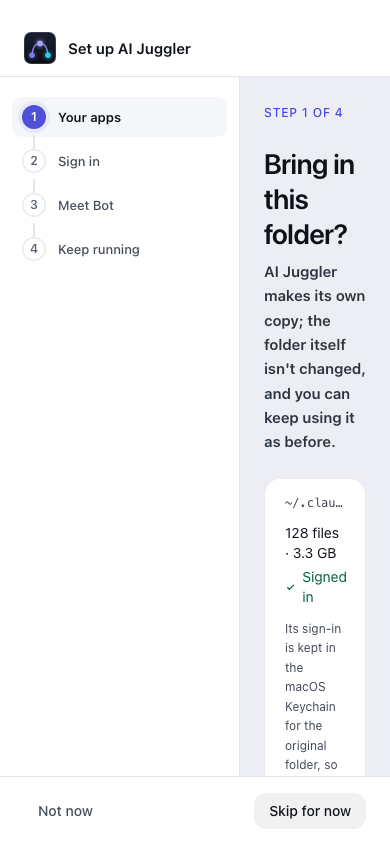 Set up AI Juggler
1 Your apps
2 Sign in
3 Meet Bot
4 Keep running
STEP 1 OF 4
Bring in
this
folder?
AI Juggler
makes its own
copy; the
folder itself
isn't changed,
and you can
keep using it
as before.
~/.clau…
128 files
· 3.3 GB
Signed
in
Its sign-in
is kept in
the
macOS
Keychain
for the
original
folder, so
Not now
Skip for now